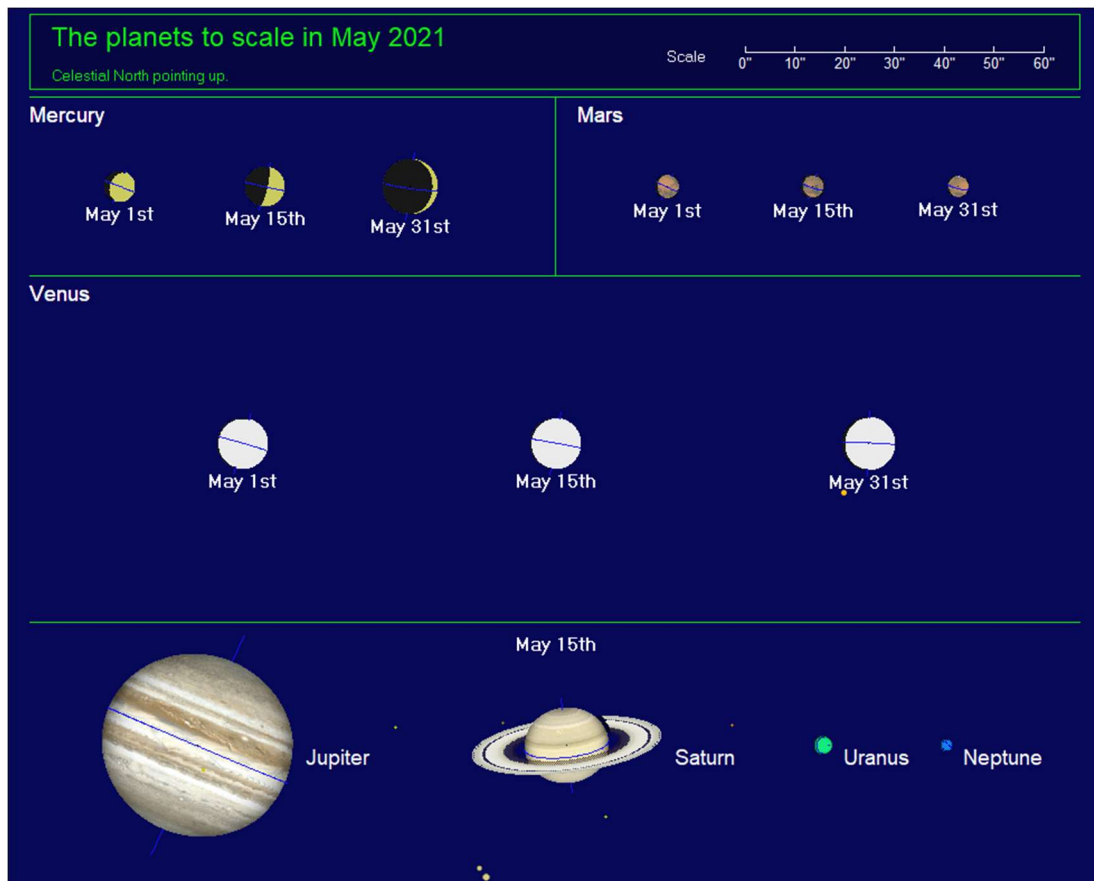 The planets to scale in May 2021
Celestial North pointing up.
Scale
0" 10" 20" 30" 40" 50" 60"
Mercury
May 1st
May 15th
May 31st
Mars
May 1st
May 15th
May 31st
Venus
May 1st
May 15th
May 31st
May 15th
Jupiter
Saturn
Uranus
Neptune